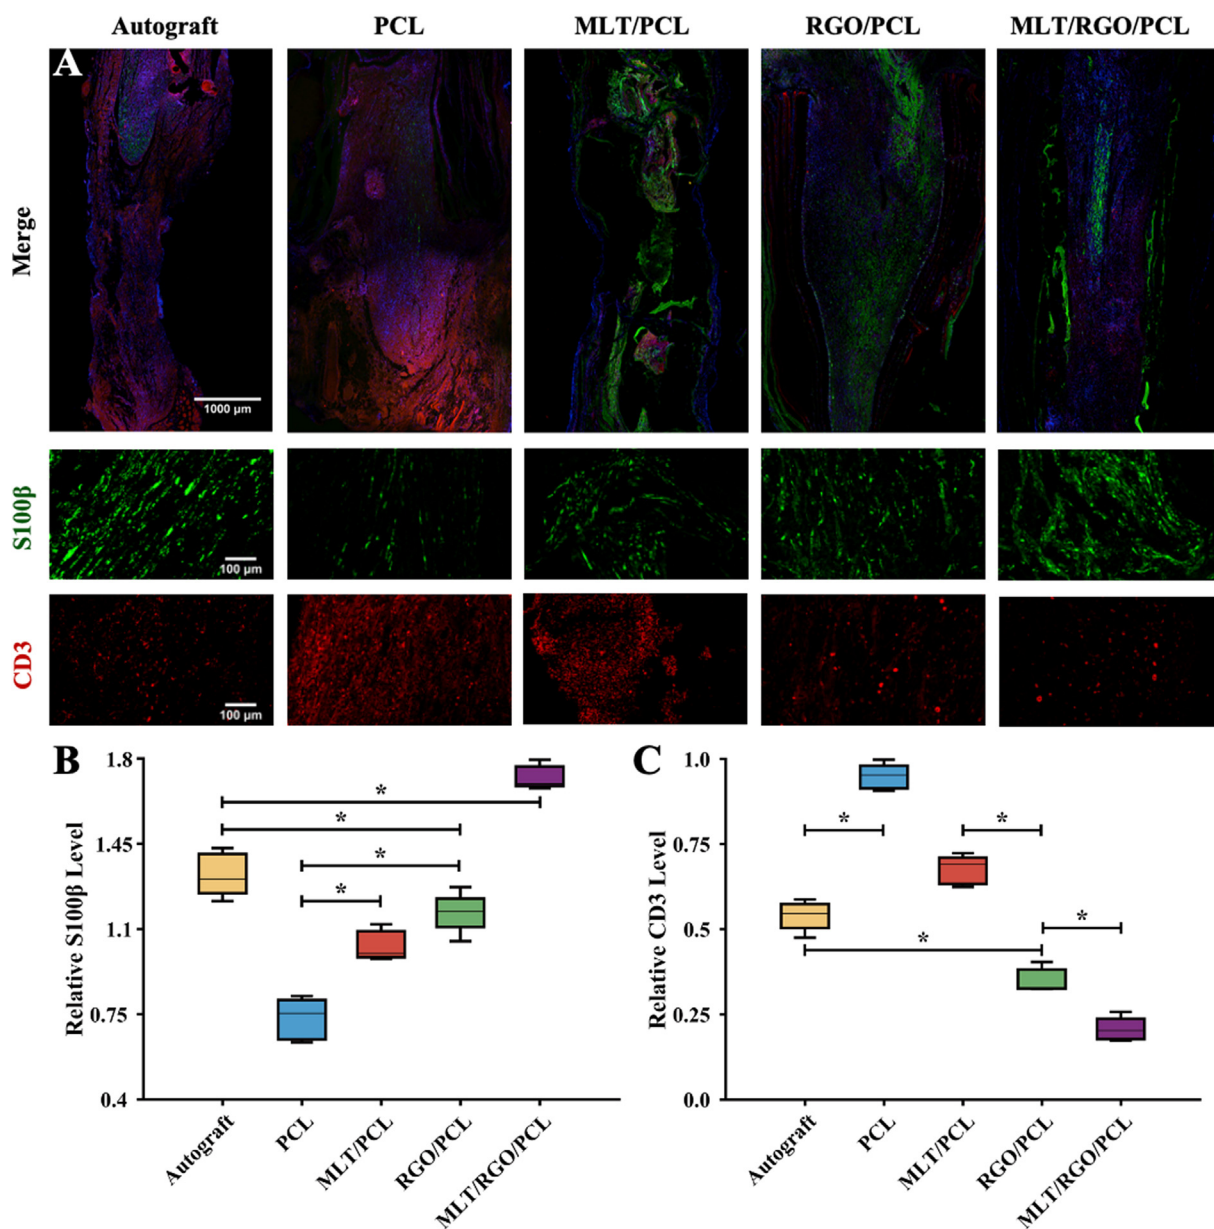 Autograft PCL MLT/PCL RGO/PCL MLT/RGO/PCL
A
Merge
1000 µm
S100β
100 µm
CD3
100 µm
B
Relative S100β Level
1.8
1.45
1.1
0.75
0.4
*
*
*
*
Autograft
PCL
MLT/PCL
RGO/PCL
MLT/RGO/PCL
C
Relative CD3 Level
1.0
0.75
0.5
0.25
0.0
*
*
*
*
Autograft
PCL
MLT/PCL
RGO/PCL
MLT/RGO/PCL